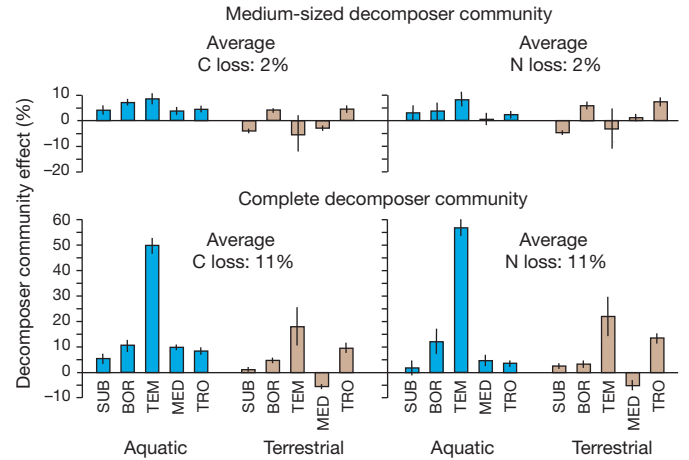 Medium-sized decomposer community
Average
C loss: 2%
Average
N loss: 2%
10
0
−10
−20
Complete decomposer community
Average
C loss: 11%
Average
N loss: 11%
60
50
40
30
20
10
0
−10
Decomposer community effect (%)
SUB BOR TEM MED TRO SUB BOR TEM MED TRO SUB BOR TEM MED TRO SUB BOR TEM MED TRO
Aquatic Terrestrial Aquatic Terrestrial